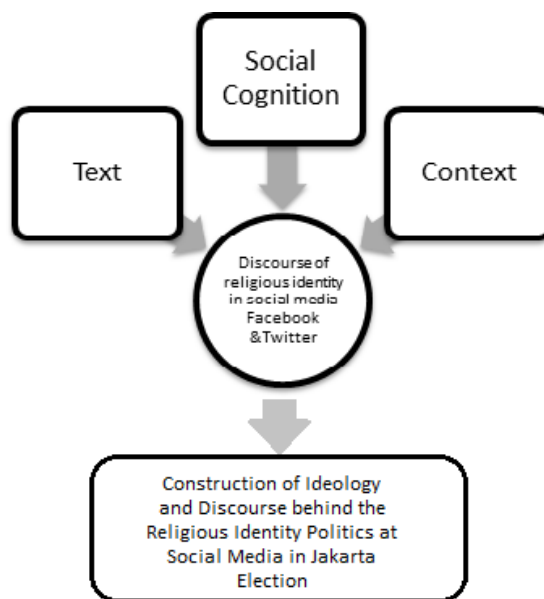 Social
Cognition
Text
Context
Discourse of
religious identity
in social media
Facebook
&Twitter
Construction of Ideology
and Discourse behind the
Religious Identity Politics at
Social Media in Jakarta
Election